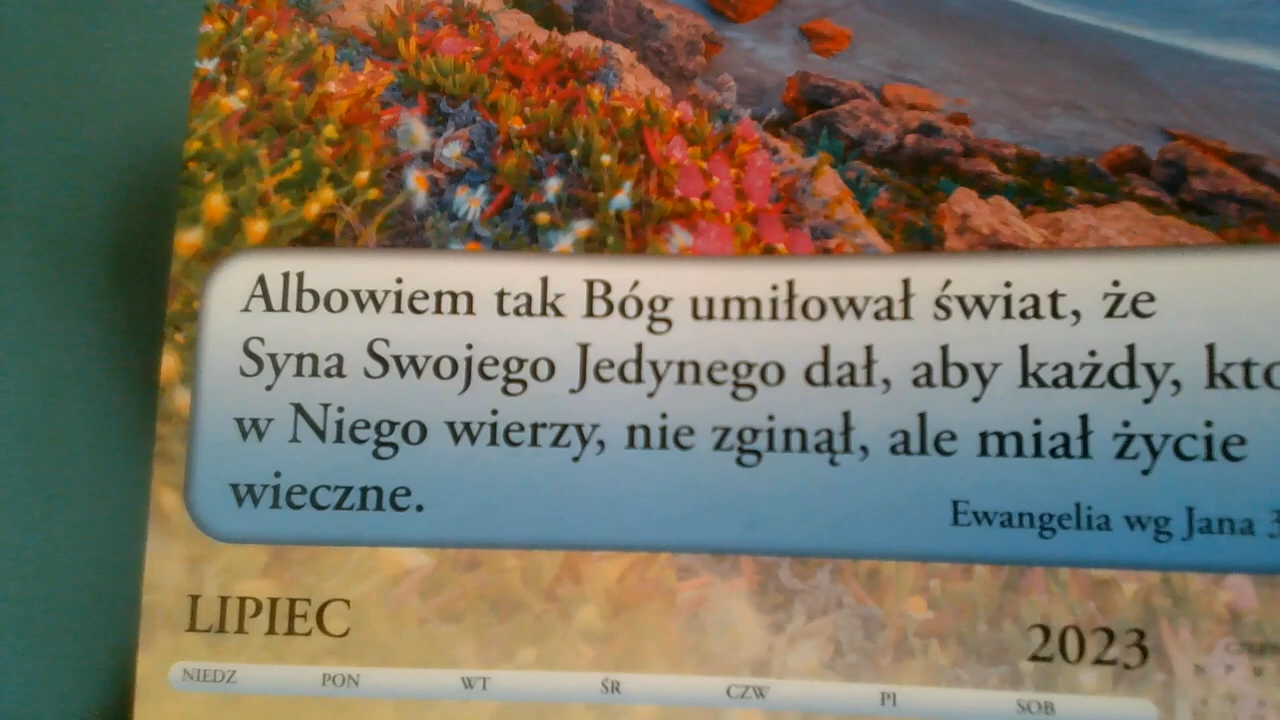 Albowiem tak Bóg umiłował świat, że
Syna Swojego Jedynego dał, aby każdy, kto
w Niego wierzy, nie zginął, ale miał życie
wieczne.
Ewangelia wg Jana 3
LIPIEC 2023
NIEDZ PON WT ŚR CZW PI SOB